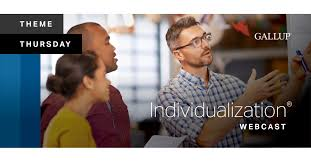 THEME
THURSDAY
GALLUP
Individualization®
WEBCAST